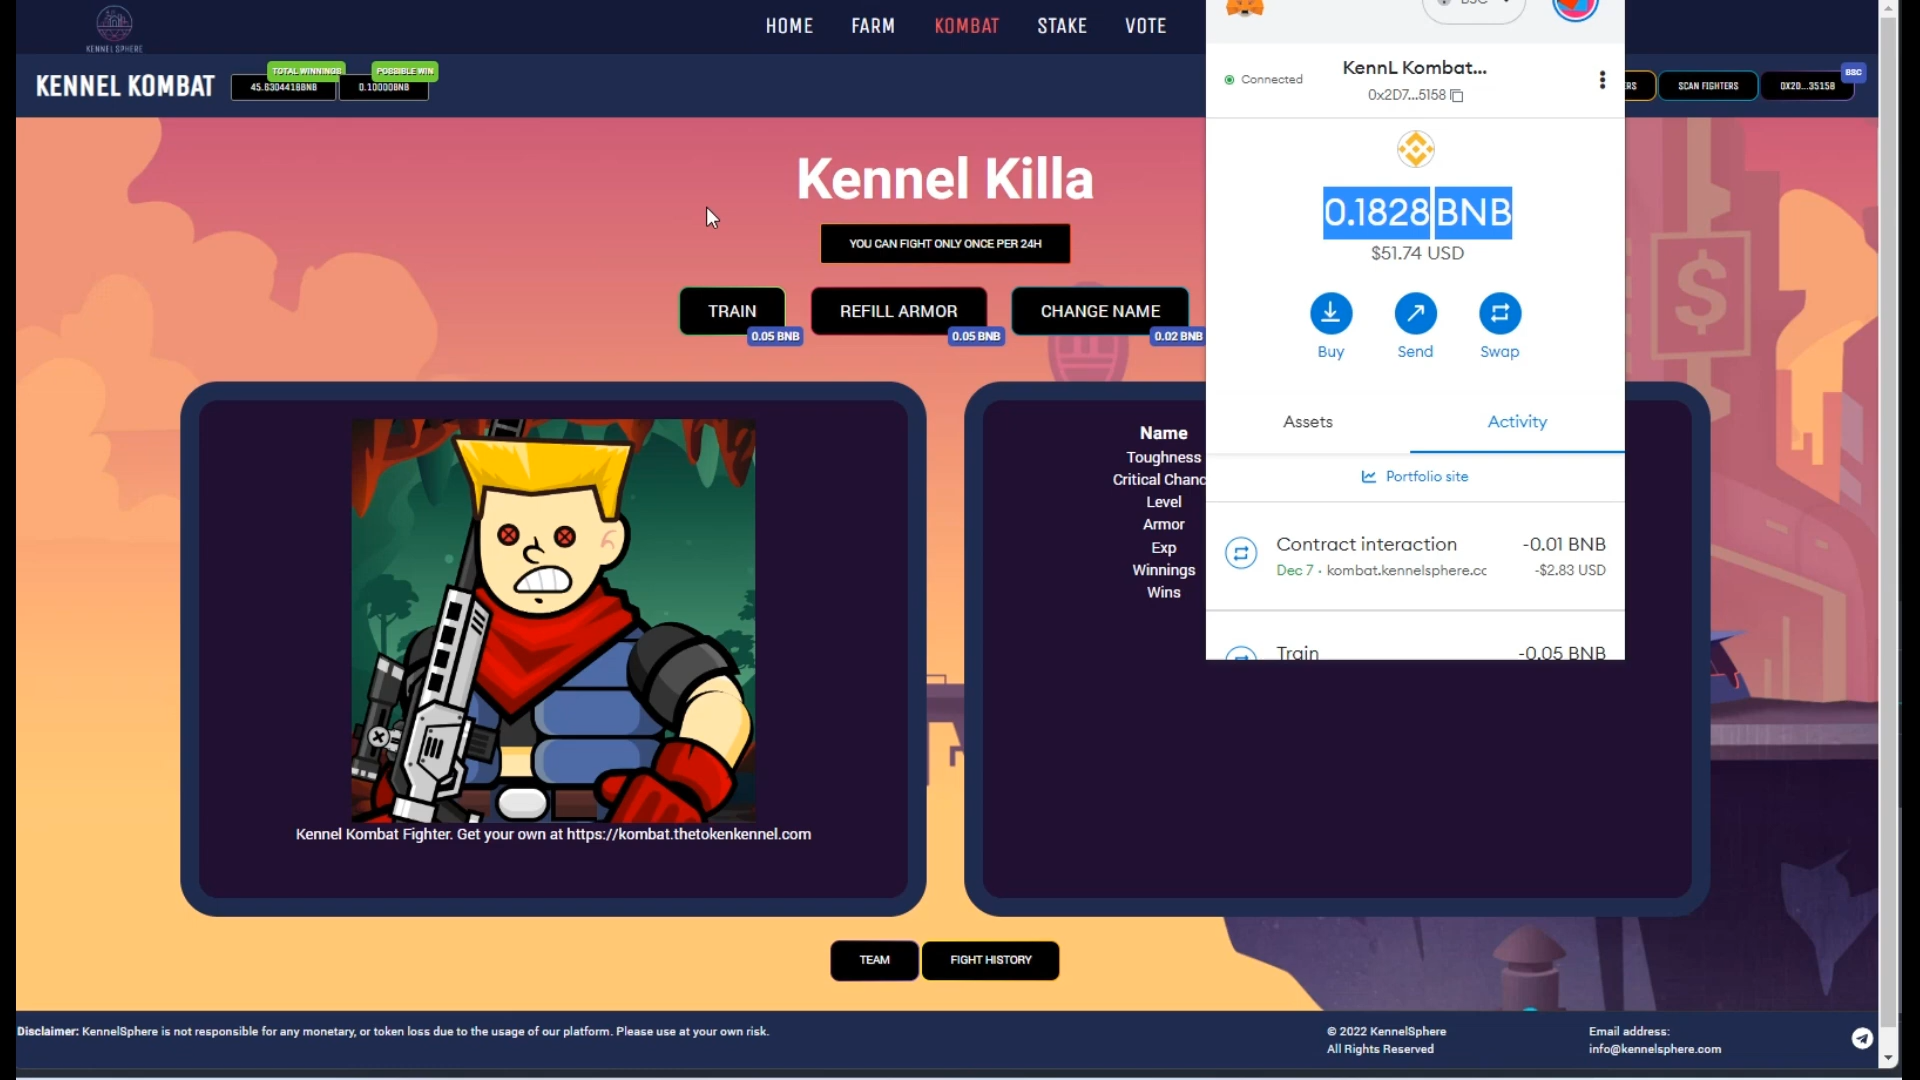 KENNEL SPHERE
HOME FARM KOMBAT STAKE VOTE
KENNEL KOMBAT
TOTAL WINNINGS
45.63044188BNB
POSSIBLE WIN
0.10000BNB
SCAN FIGHTERS
0X2D...35158
BSC
Kennel Killa
YOU CAN FIGHT ONLY ONCE PER 24H
TRAIN
0.05 BNB
REFILL ARMOR
0.05 BNB
CHANGE NAME
0.02 BNB
Kennel Kombat Fighter. Get your own at https://kombat.thetokenkennel.com
Name
Toughness
Critical Chanc
Level
Armor
Exp
Winnings
Wins
Connected
KennL Kombat...
0x2D7...5158
0.1828 BNB
$51.74 USD
Buy
Send
Swap
Assets
Activity
Portfolio site
Contract interaction
-0.01 BNB
Dec 7 · kombat.kennelsphere.cc
-$2.83 USD
Train
-0.05 BNB
TEAM
FIGHT HISTORY
Disclaimer: KennelSphere is not responsible for any monetary, or token loss due to the usage of our platform. Please use at your own risk.
© 2022 KennelSphere
All Rights Reserved
Email address:
info@kennelsphere.com